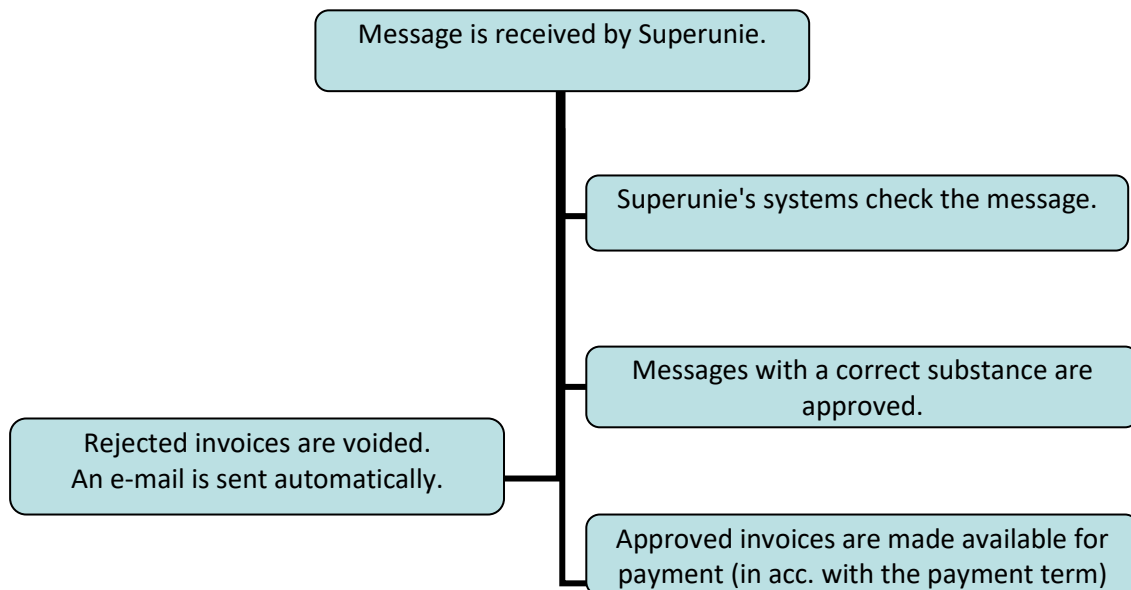 Message is received by Superunie.
Superunie's systems check the message.
Messages with a correct substance are
approved.
Rejected invoices are voided.
An e-mail is sent automatically.
Approved invoices are made available for
payment (in acc. with the payment term)